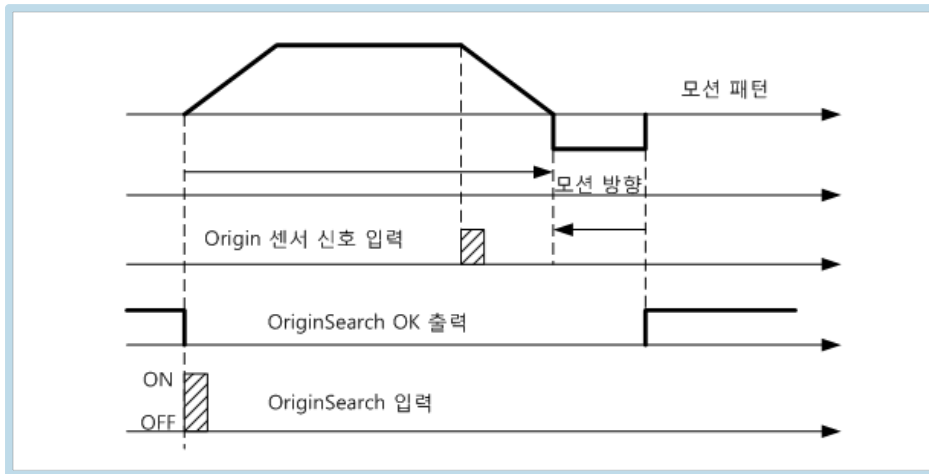 모션 패턴
모션 방향
Origin 센서 신호 입력
OriginSearch OK 출력
ON
OriginSearch 입력
OFF